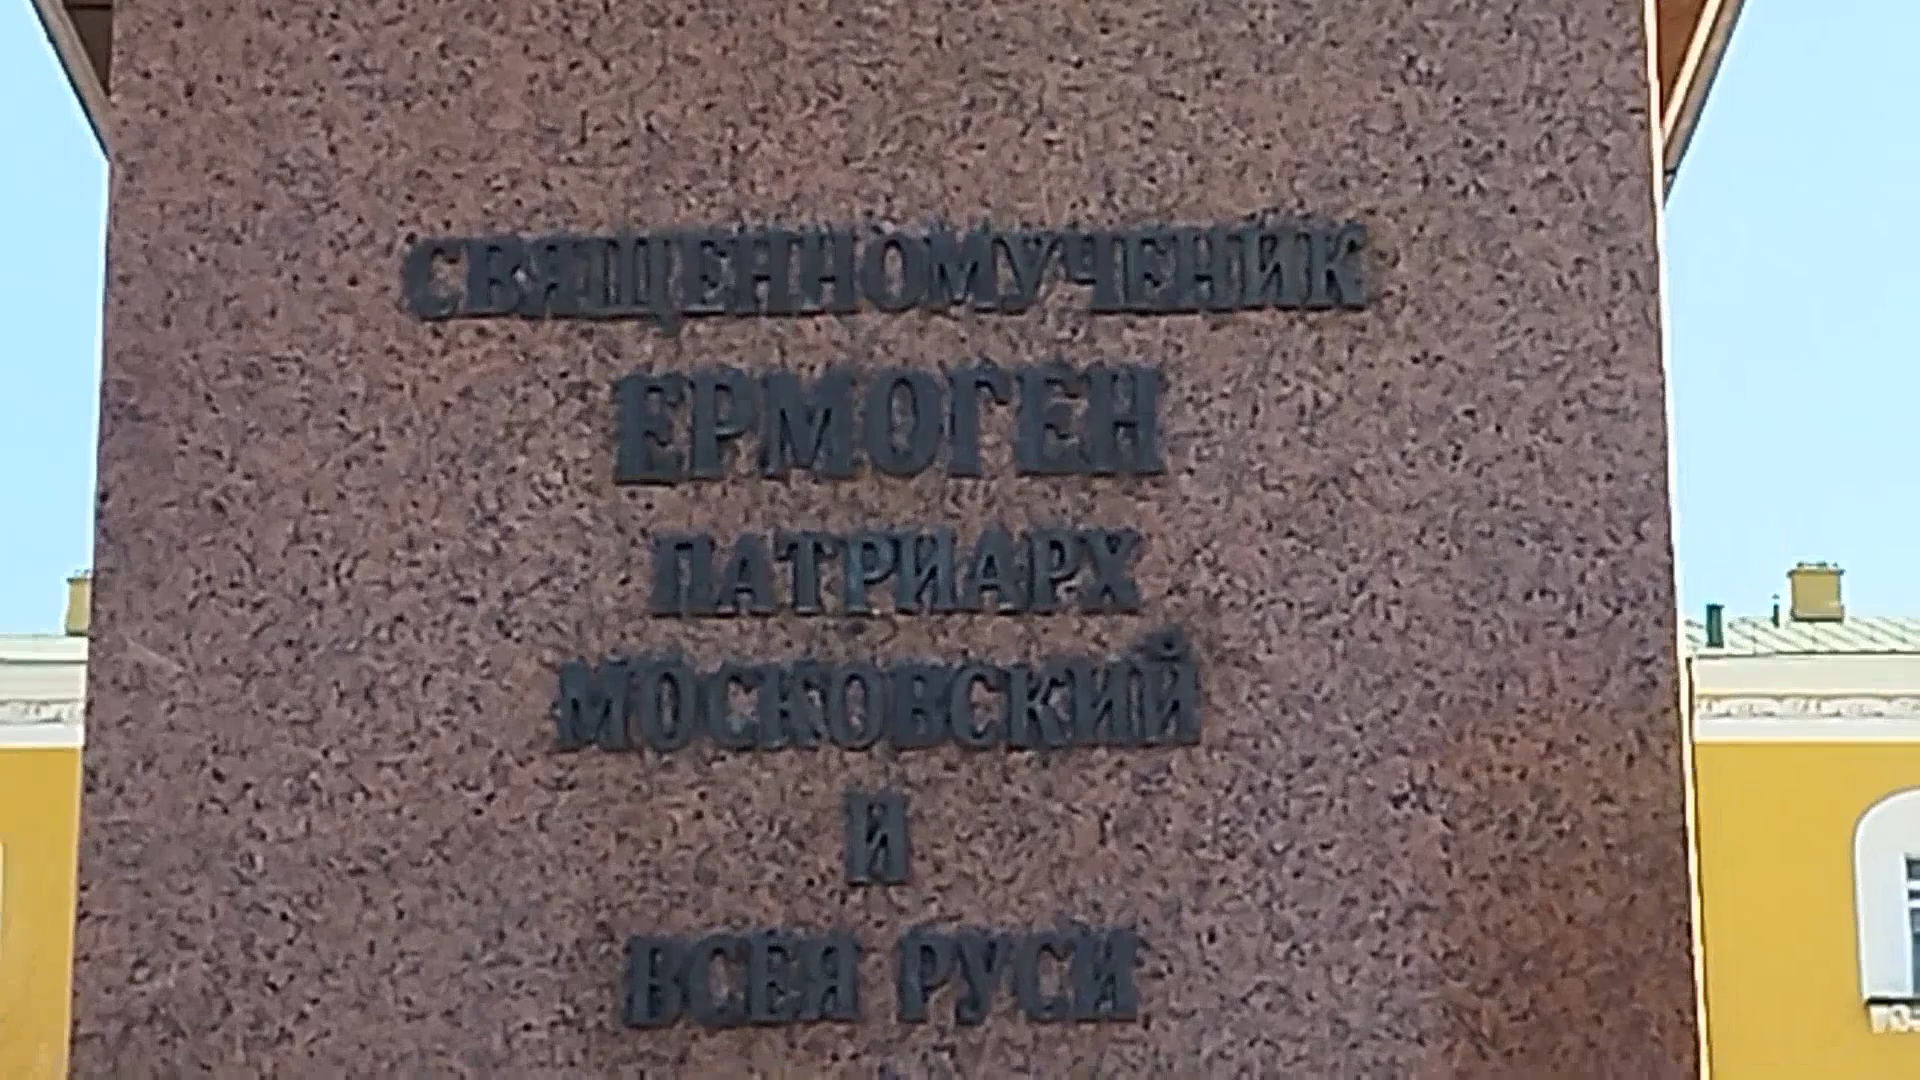 СВЯЩЕННОМУЧЕНИК
ЕРМОГЕН
ПАТРИАРХ
МОСКОВСКИЙ
И
ВСЕЯ РУСИ